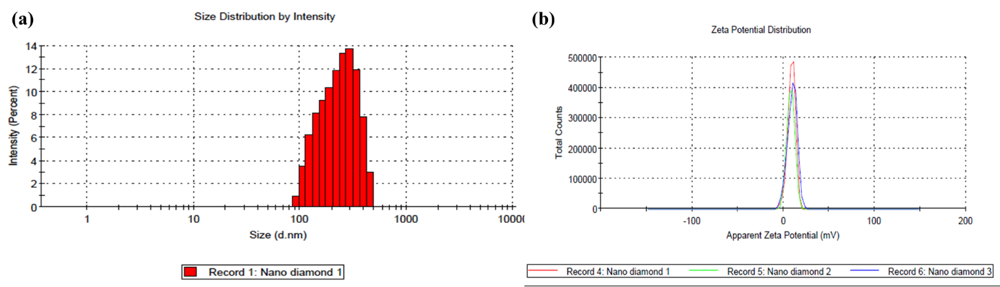 (a)
Size Distribution by Intensity
Intensity (Percent)
14
12
10
8
6
4
2
0
1
10
100
1000
10000
Size (d.nm)
Record 1: Nano diamond 1
(b)
Zeta Potential Distribution
Total Counts
500000
400000
300000
200000
100000
0
-100
0
100
200
Apparent Zeta Potential (mV)
Record 4: Nano diamond 1
Record 5: Nano diamond 2
Record 6: Nano diamond 3